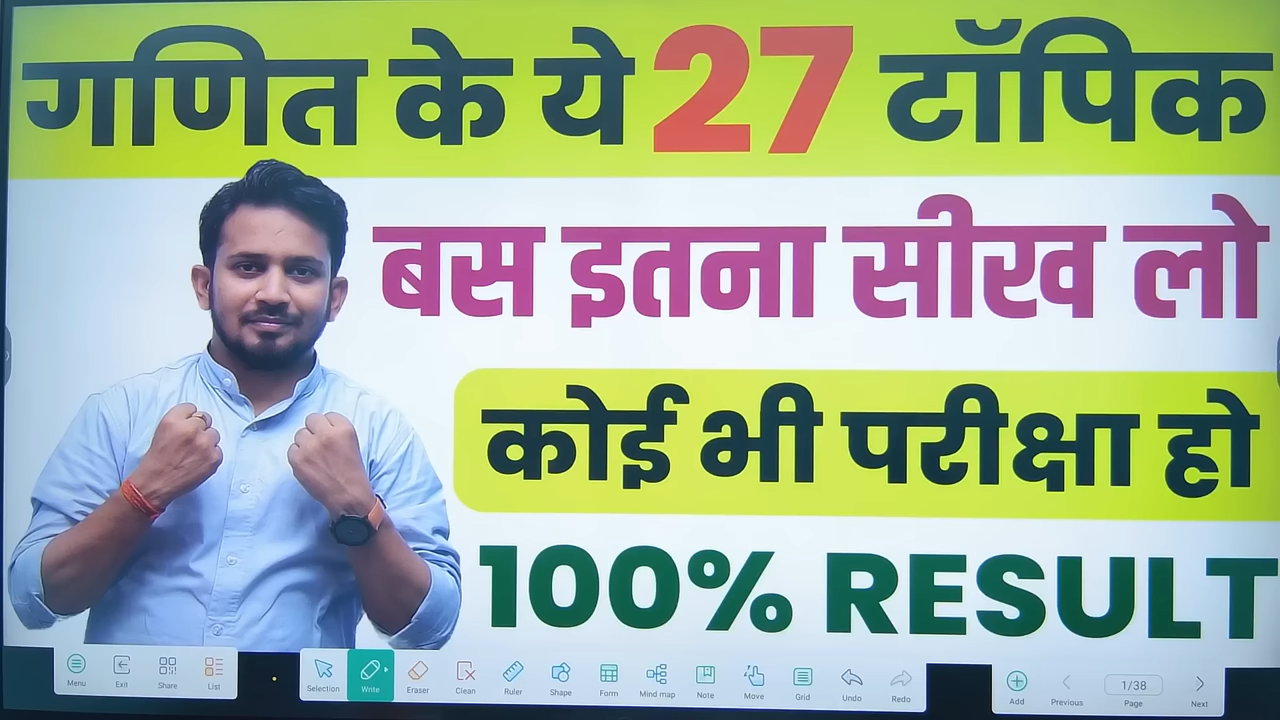 गणित के ये 27 टॉपिक
बस इतना सीख लो
कोई भी परीक्षा हो
100% RESULT
Menu Exit Share List Selection Write Eraser Clean Ruler Shape Form Mind map Note Move Grid Undo Redo Add Previous 1/38 Page Next